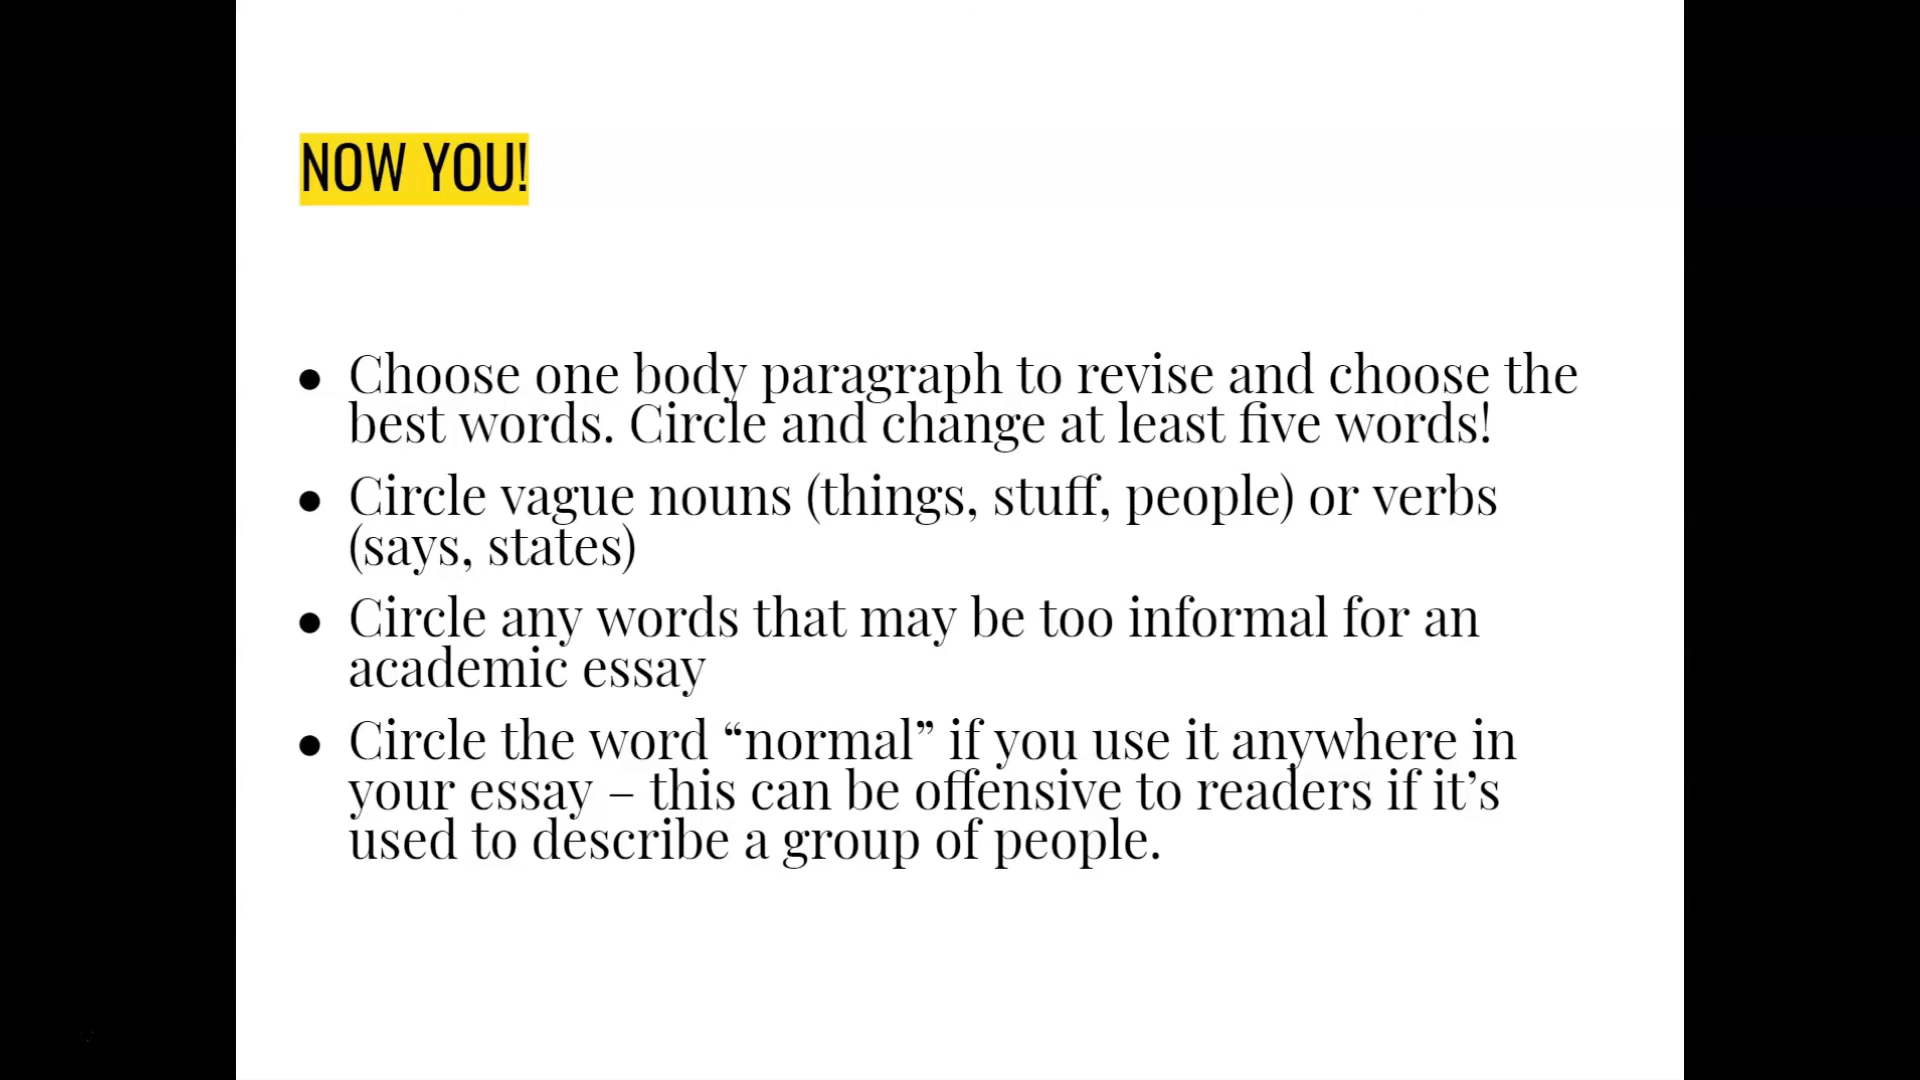 NOW YOU!
● Choose one body paragraph to revise and choose the
best words. Circle and change at least five words!
● Circle vague nouns (things, stuff, people) or verbs
(says, states)
● Circle any words that may be too informal for an
academic essay
● Circle the word “normal” if you use it anywhere in
your essay – this can be offensive to readers if it’s
used to describe a group of people.